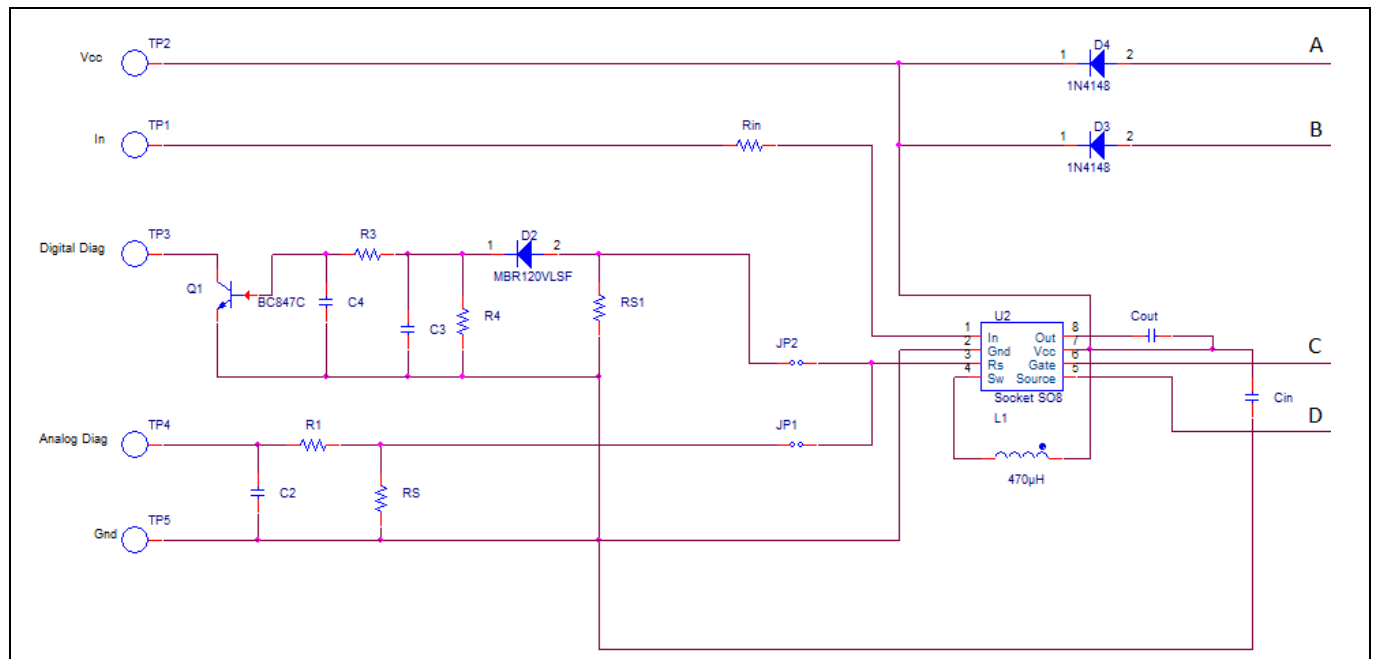 TP2
Vcc
D4
1 2
1N4148
A
TP1
In
Rin
D3
1 2
1N4148
B
TP3
Digital Diag
R3
D2
1 2
MBR120VLSF
Q1
BC847C
C4
C3
R4
RS1
JP2
U2
1 In
2 Gnd
3 Rs
4 Sw
Out 8
Vcc 7
Gate 6
Source 5
Socket SO8
Cout
C
Cin
D
L1
470µH
TP4
Analog Diag
R1
JP1
C2
RS
TP5
Gnd